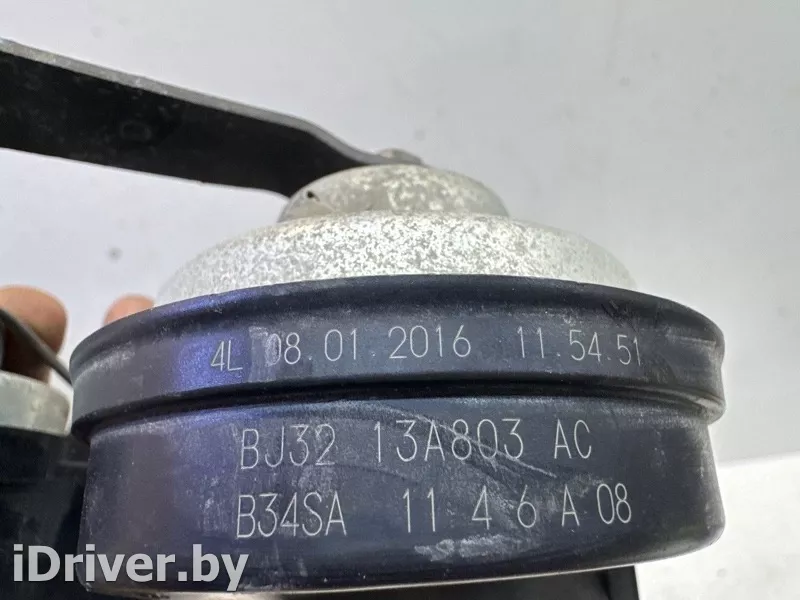 4L 08.01.2016 11.54.51
BJ32 13A803 AC
B34SA 11 4 6 A 08
iDriver.by